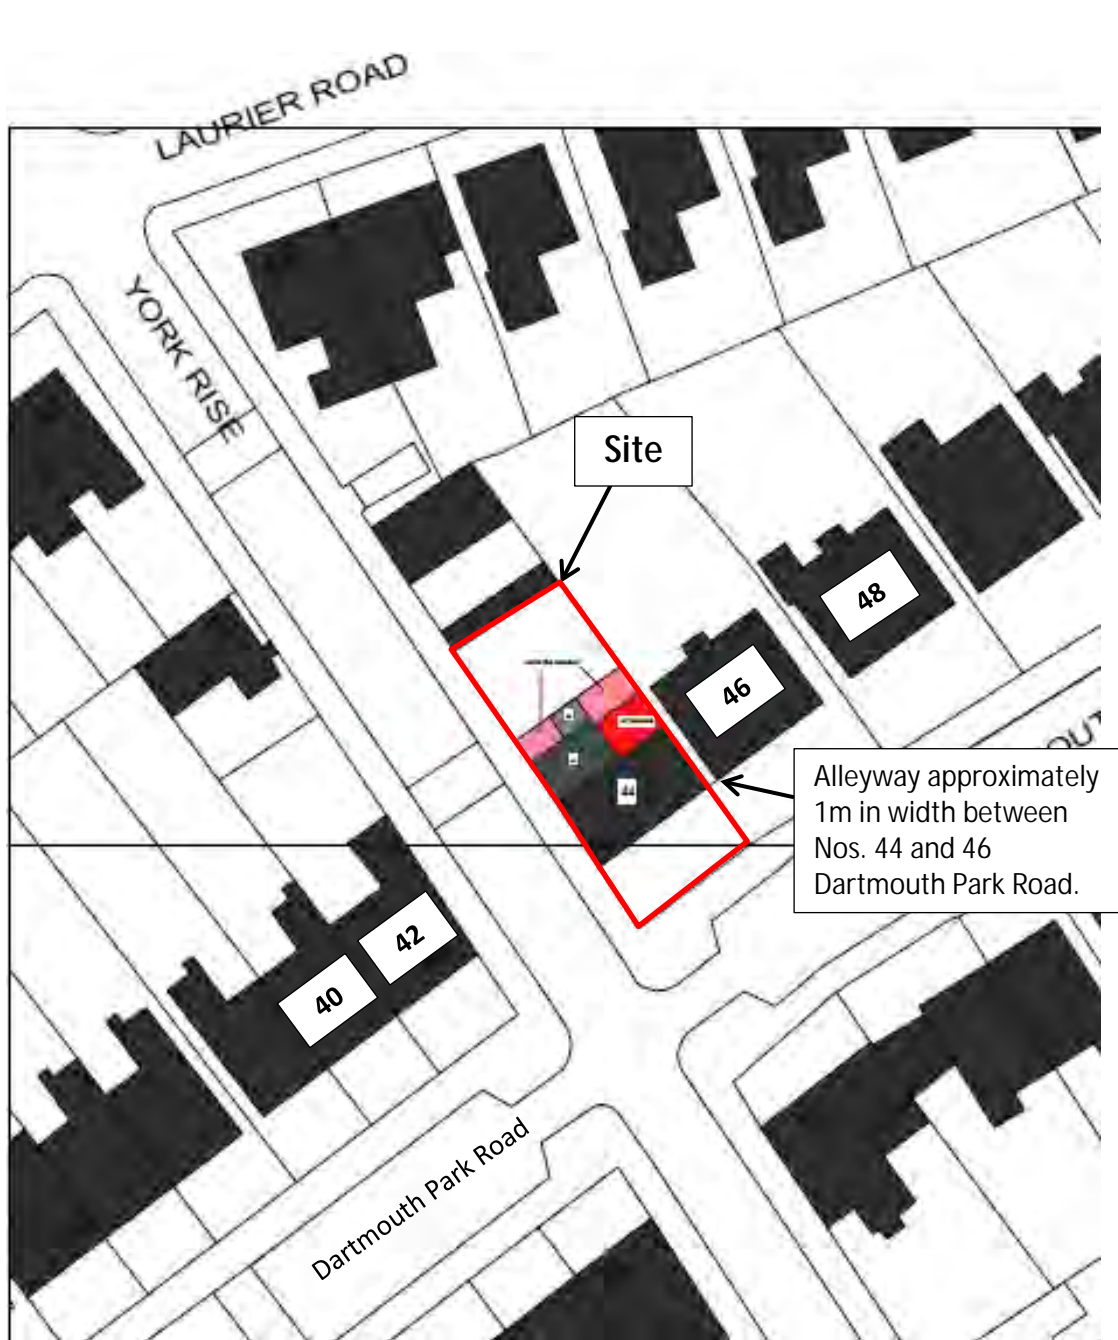 LAURIER ROAD
YORK RISE
Site
48
46
44
Alleyway approximately
1m in width between
Nos. 44 and 46
Dartmouth Park Road.
42
40
Dartmouth Park Road